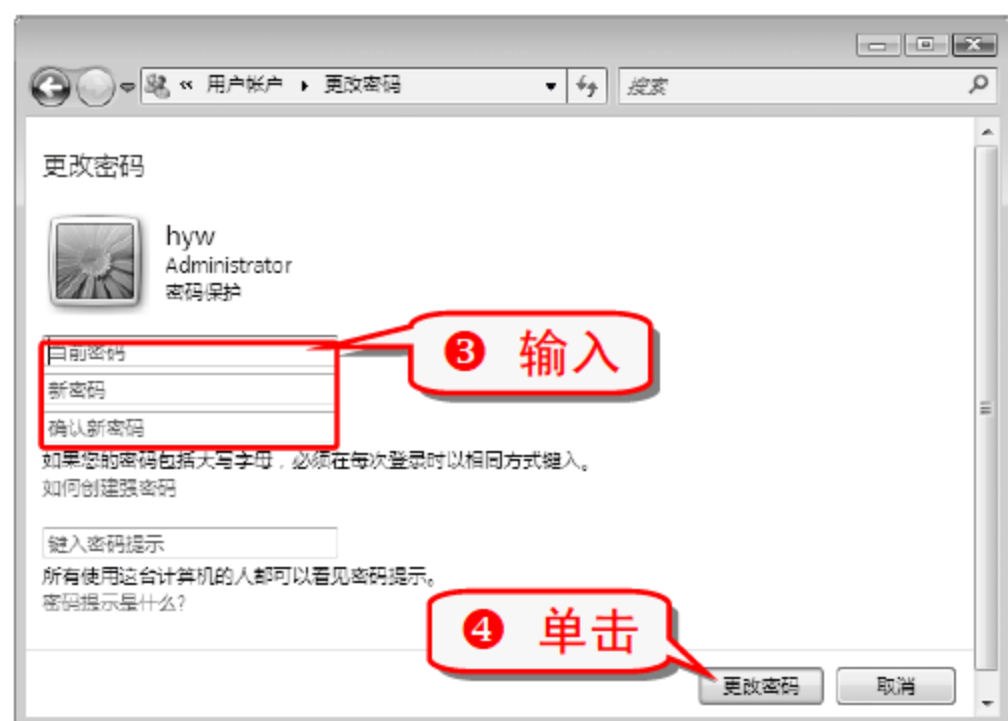 « 用户帐户 ▸ 更改密码
搜索
更改密码
hyw
Administrator
密码保护
目前密码
❸ 输入
新密码
确认新密码
如果您的密码包括大写字母，必须在每次登录时以相同方式键入。
如何创建强密码
键入密码提示
所有使用这台计算机的人都可以看见密码提示。
密码提示是什么?
❹ 单击
更改密码
取消